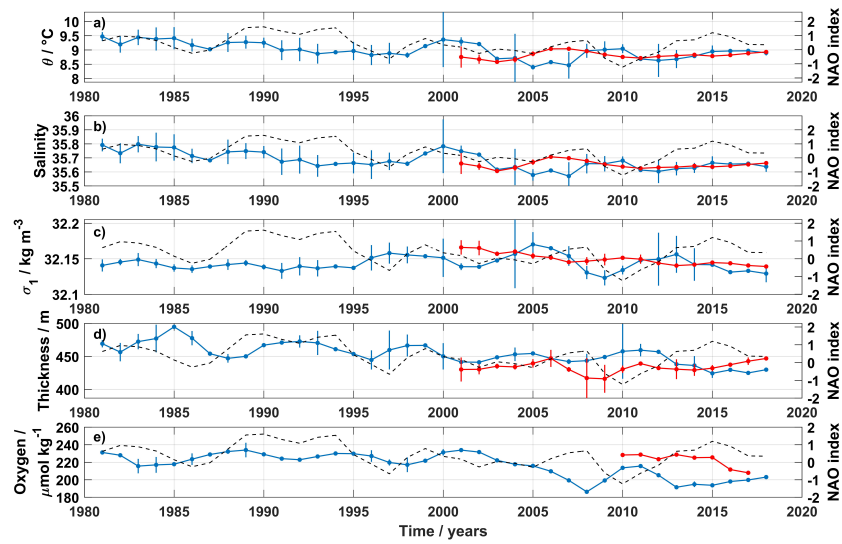 a)
10
9.5
9
8.5
8
θ / °C
2
1
0
-1
-2
NAO index
1980 1985 1990 1995 2000 2005 2010 2015 2020
b)
36
35.9
35.8
35.7
35.6
35.5
Salinity
2
1
0
-1
-2
NAO index
1980 1985 1990 1995 2000 2005 2010 2015 2020
c)
32.2
32.15
32.1
σ1 / kg m-3
2
1
0
-1
-2
NAO index
1980 1985 1990 1995 2000 2005 2010 2015 2020
d)
500
450
400
Thickness / m
2
1
0
-1
-2
NAO index
1980 1985 1990 1995 2000 2005 2010 2015 2020
e)
260
240
220
200
180
Oxygen /
μmol kg-1
2
1
0
-1
-2
NAO index
1980 1985 1990 1995 2000 2005 2010 2015 2020
Time / years